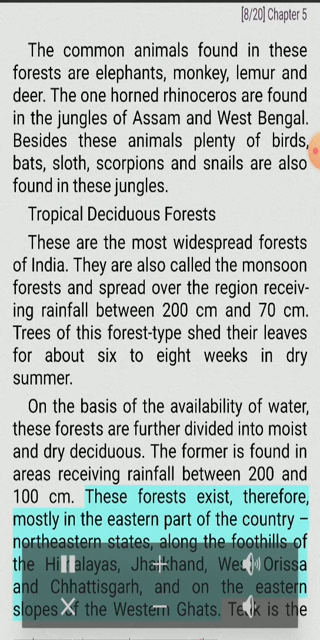 [8/20] Chapter 5
The common animals found in these
forests are elephants, monkey, lemur and
deer. The one horned rhinoceros are found
in the jungles of Assam and West Bengal.
Besides these animals plenty of birds,
bats, sloth, scorpions and snails are also
found in these jungles.
Tropical Deciduous Forests
These are the most widespread forests
of India. They are also called the monsoon
forests and spread over the region receiv-
ing rainfall between 200 cm and 70 cm.
Trees of this forest-type shed their leaves
for about six to eight weeks in dry
summer.
On the basis of the availability of water,
these forests are further divided into moist
and dry deciduous. The former is found in
areas receiving rainfall between 200 and
100 cm. These forests exist, therefore,
mostly in the eastern part of the country –
northeastern states, along the foothills of
the Himalayas, Jharkhand, West Orissa
and Chhattisgarh, and on the eastern
slopes of the Western Ghats. Teak is the